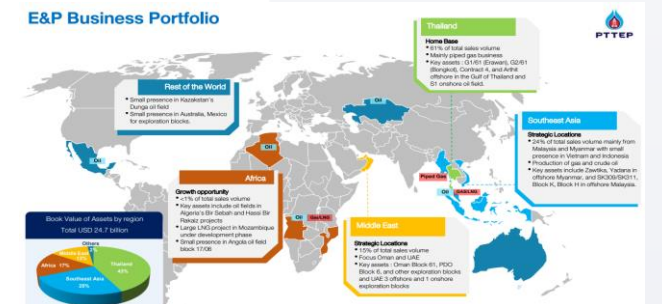 E&P Business Portfolio
PTTEP
Thailand
Home Base
• 61% of total sales volume
• Mainly piped gas business
• Key assets : G1/61 (Erawan), G2/61
(Bongkot), Contract 4, and Arthit
offshore in the Gulf of Thailand and
S1 onshore oil field.
Rest of the World
• Small presence in Kazakstan's
Dunga oil field
• Small presence in Australia, Mexico
for exploration blocks.
Oil
Oil
Oil
Oil
Southeast Asia
Strategic Locations
• 24% of total sales volume mainly from
Malaysia and Myanmar with small
presence in Vietnam and Indonesia
• Production of gas and crude oil
• Key assets include Zawtika, Yadana in
offshore Myanmar, and SK309/SK311,
Block K, Block H in offshore Malaysia.
Piped Gas
Oil
Gas/LNG
Africa
Growth opportunity
• <1% of total sales volume
• Key assets include oil fields in
Algeria's Bir Sebah and Hassi Bir
Rekaiz projects
• Large LNG project in Mozambique
under development phase
• Small presence in Angola oil field
block 17/06
Oil
Gas/LNG
Middle East
Strategic Locations
• 15% of total sales volume
• Focus Oman and UAE
• Key assets : Oman Block 61, PDO
Block 6, and other exploration blocks
and UAE 3 offshore and 1 onshore
exploration blocks
Book Value of Assets by region
Total USD 24.7 billion
Others
Middle East
Africa 17%
Thailand
43%
Southeast Asia